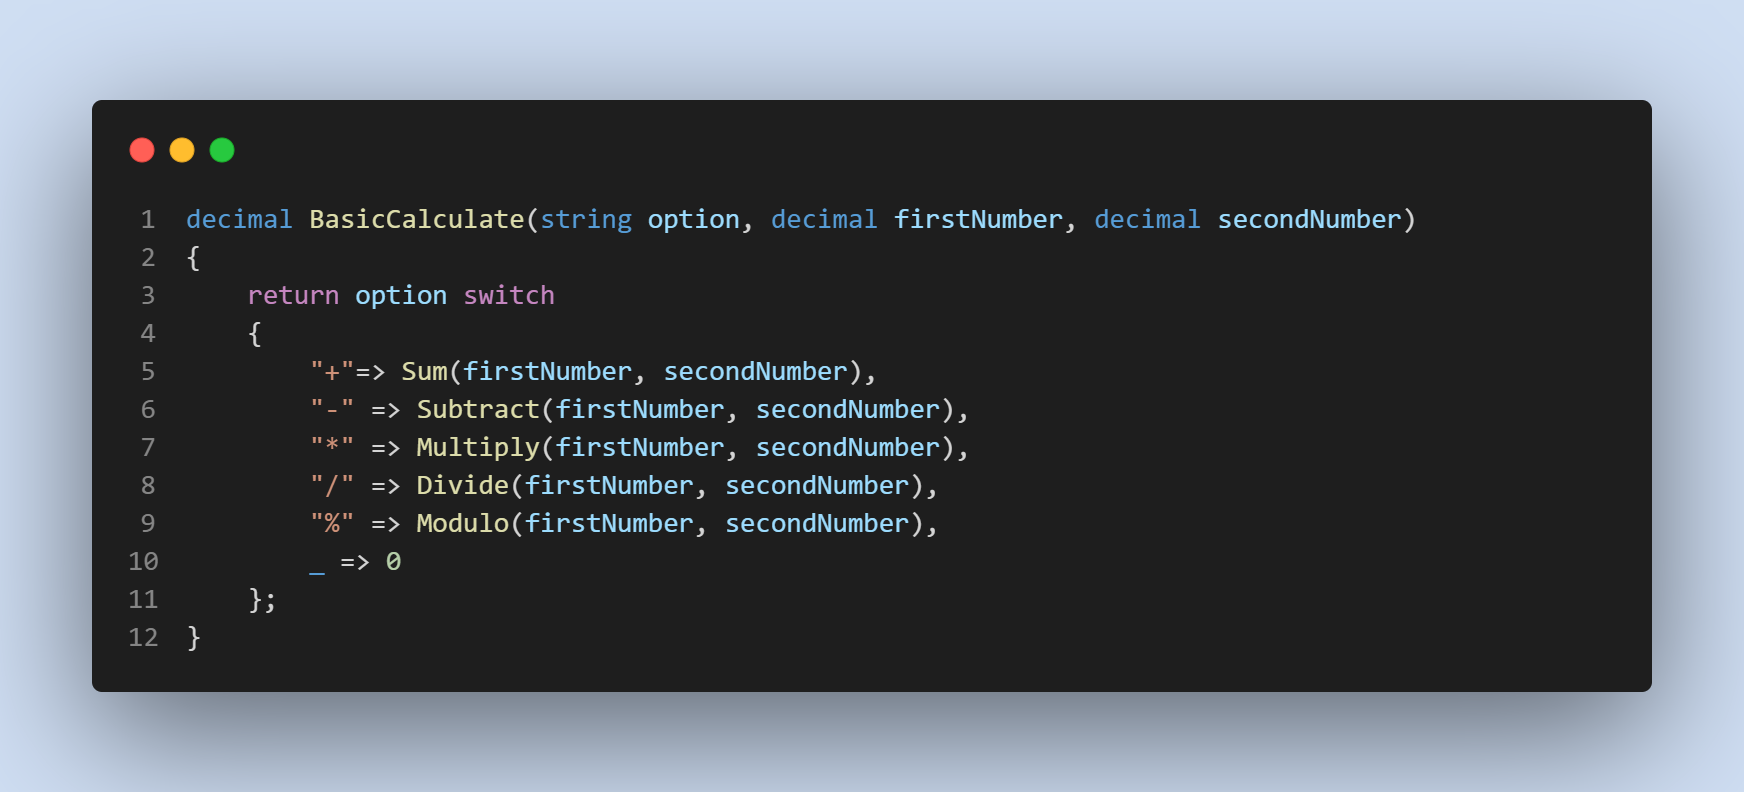 1 decimal BasicCalculate(string option, decimal firstNumber, decimal secondNumber)
2 {
3     return option switch
4     {
5         "+"=> Sum(firstNumber, secondNumber),
6         "-" => Subtract(firstNumber, secondNumber),
7         "*" => Multiply(firstNumber, secondNumber),
8         "/" => Divide(firstNumber, secondNumber),
9         "%" => Modulo(firstNumber, secondNumber),
10         _ => 0
11     };
12 }